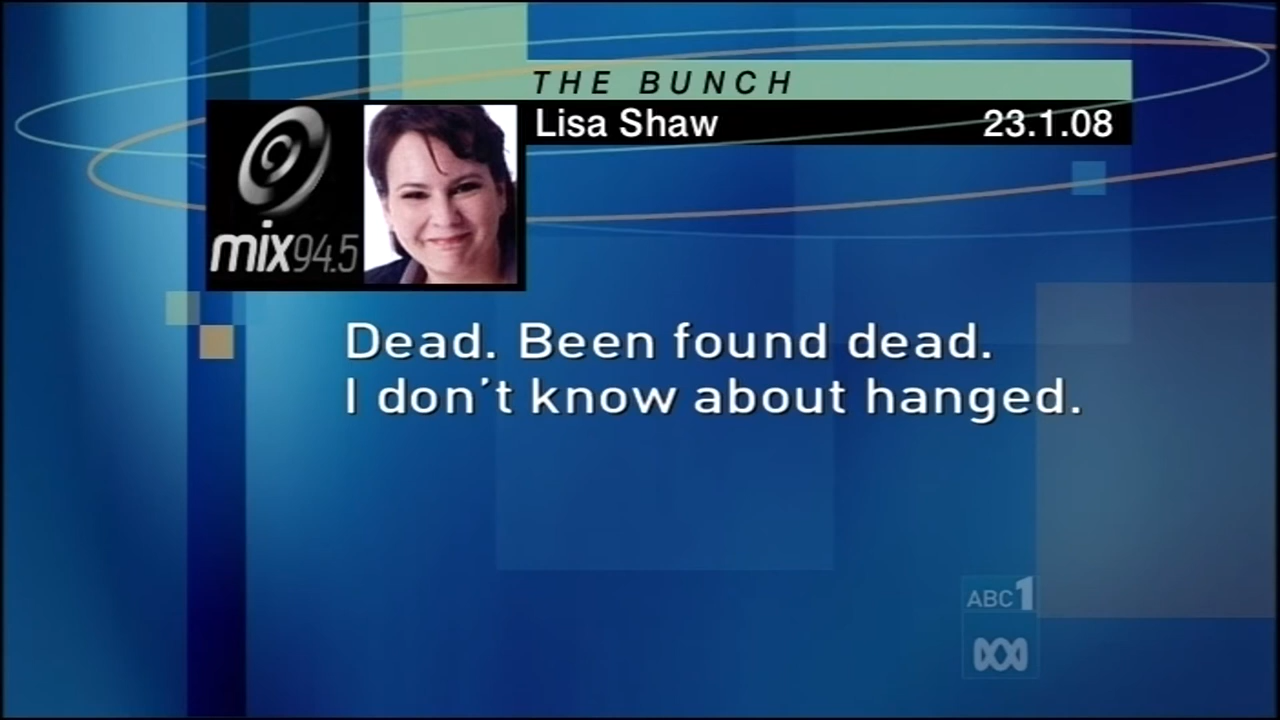 THE BUNCH
Lisa Shaw 23.1.08
mix94.5
Dead. Been found dead.
I don't know about hanged.
ABC1